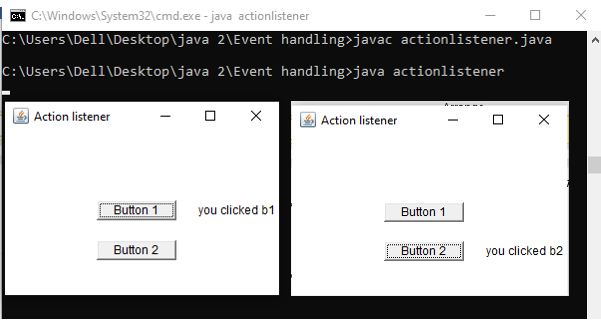 C:\Windows\System32\cmd.exe - java  actionlistener
C:\Users\Dell\Desktop\java 2\Event handling>javac actionlistener.java
C:\Users\Dell\Desktop\java 2\Event handling>java actionlistener
Action listener
Button 1 you clicked b1
Button 2
Action listener
Button 1
Button 2 you clicked b2